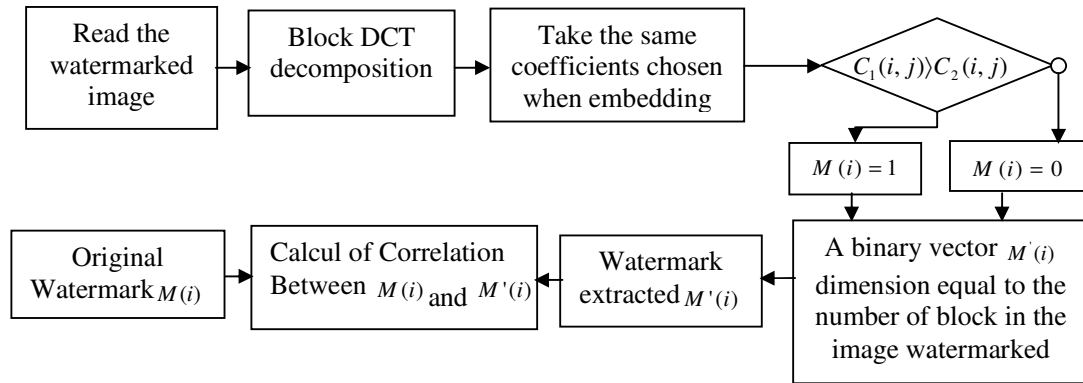 Read the
watermarked
image
Block DCT
decomposition
Take the same
coefficients chosen
when embedding
C₁(i, j)⟩C₂(i, j)
M(i) = 1
M(i) = 0
Original
Watermark M(i)
Calcul of Correlation
Between M(i) and M'(i)
Watermark
extracted M'(i)
A binary vector M'(i)
dimension equal to the
number of block in the
image watermarked